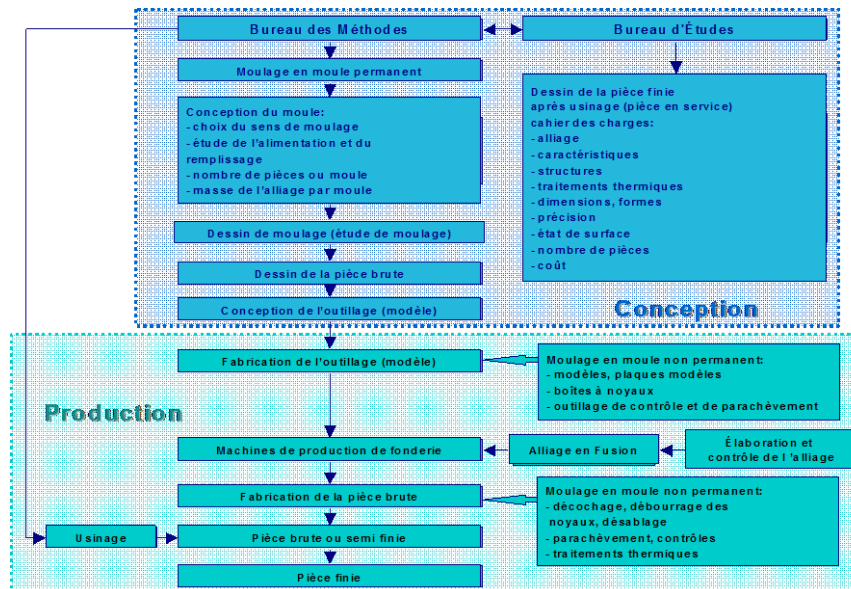 Bureau des Méthodes
Bureau d'Études
Moulage en moule permanent
Conception du moule:
- choix du sens de moulage
- étude de l'alimentation et du
remplissage
- nombre de pièces ou moule
- masse de l'alliage par moule
Dessin de la pièce finie
après usinage (pièce en service)
cahier des charges:
- alliage
- caractéristiques
- structures
- traitements thermiques
- dimensions, formes
- précision
- état de surface
- nombre de pièces
- coût
Dessin de moulage (étude de moulage)
Dessin de la pièce brute
Conception de l'outillage (modèle)
Conception
Fabrication de l'outillage (modèle)
Moulage en moule non permanent:
- modèles, plaques modèles
- boîtes à noyaux
- outillage de contrôle et de parachèvement
Production
Machines de production de fonderie
Alliage en Fusion
Élaboration et
contrôle de l'alliage
Fabrication de la pièce brute
Moulage en moule non permanent:
- décochage, débourrage des
noyaux, désablage
- parachèvement, contrôles
- traitements thermiques
Usinage
Pièce brute ou semi finie
Pièce finie